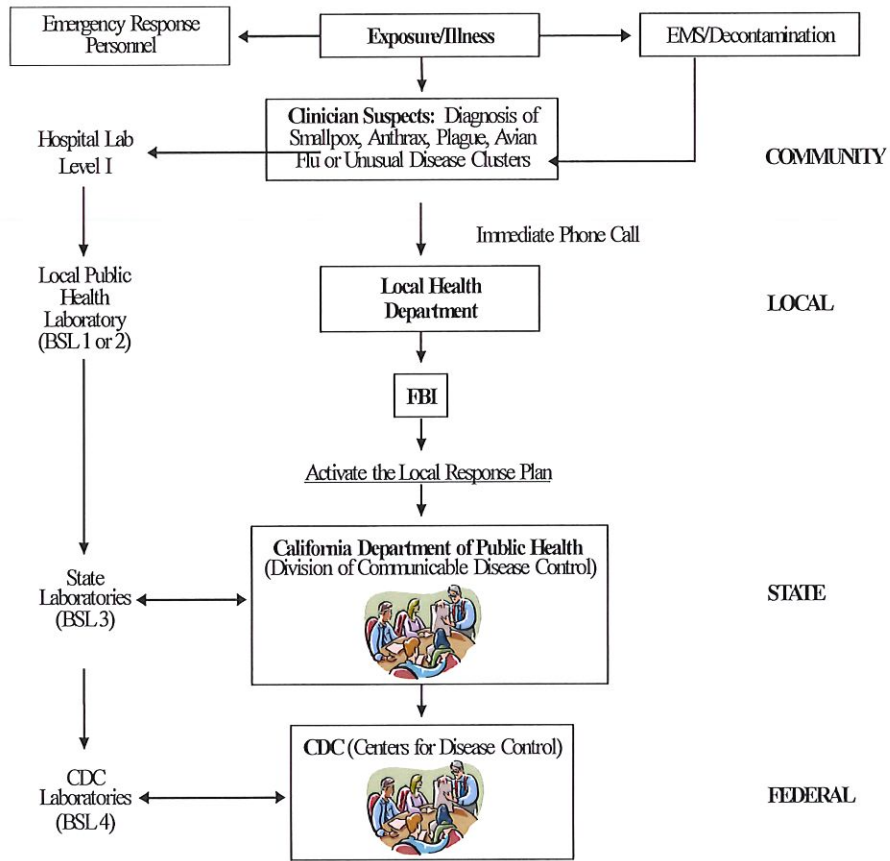 Emergency Response
Personnel
Exposure/Illness
EMS/Decontamination
Clinician Suspects: Diagnosis of
Smallpox, Anthrax, Plague, Avian
Flu or Unusual Disease Clusters
Hospital Lab
Level I
COMMUNITY
Immediate Phone Call
Local Public
Health
Laboratory
(BSL 1 or 2)
Local Health
Department
LOCAL
FBI
Activate the Local Response Plan
California Department of Public Health
(Division of Communicable Disease Control)
State
Laboratories
(BSL 3)
STATE
CDC (Centers for Disease Control)
CDC
Laboratories
(BSL 4)
FEDERAL